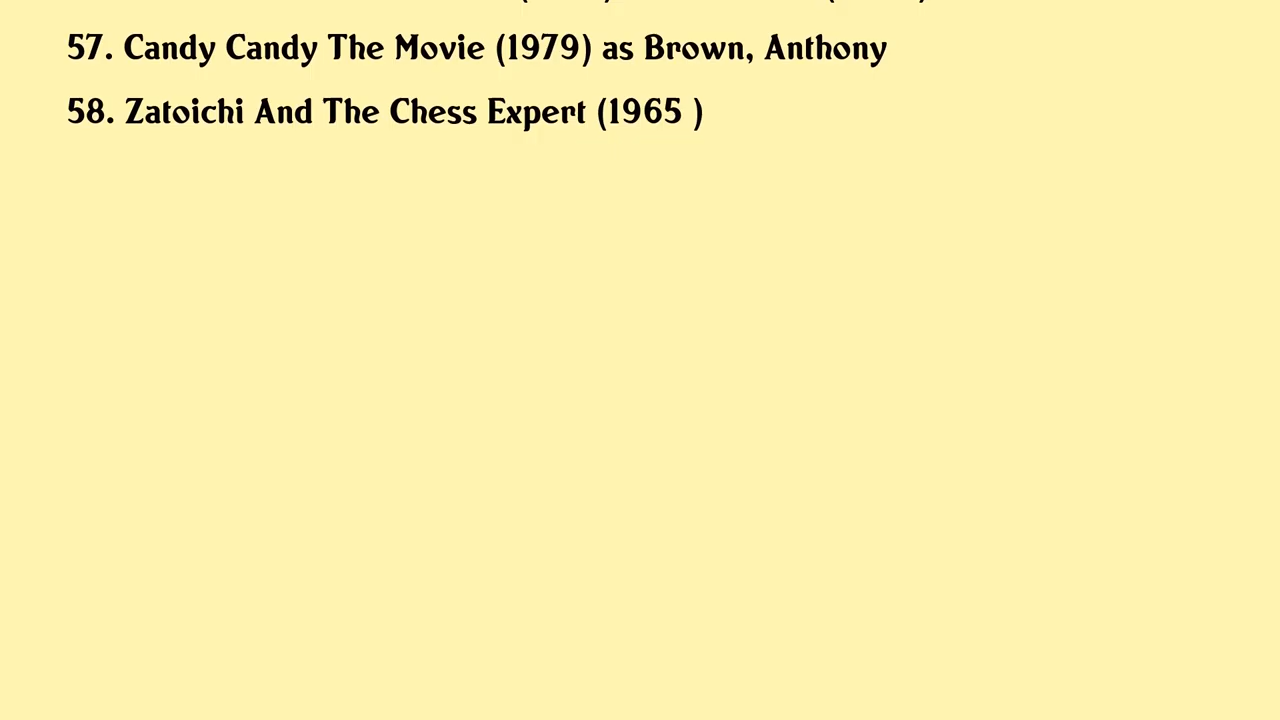 57. Candy Candy The Movie (1979) as Brown, Anthony
58. Zatoichi And The Chess Expert (1965 )